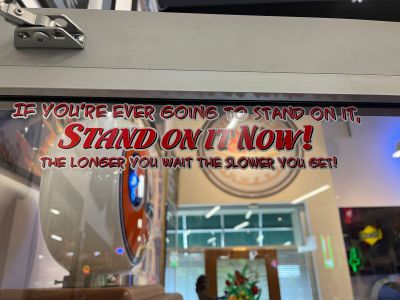 IF YOU'RE EVER GOING TO STAND ON IT,
STAND ON IT NOW!
THE LONGER YOU WAIT THE SLOWER YOU GET!